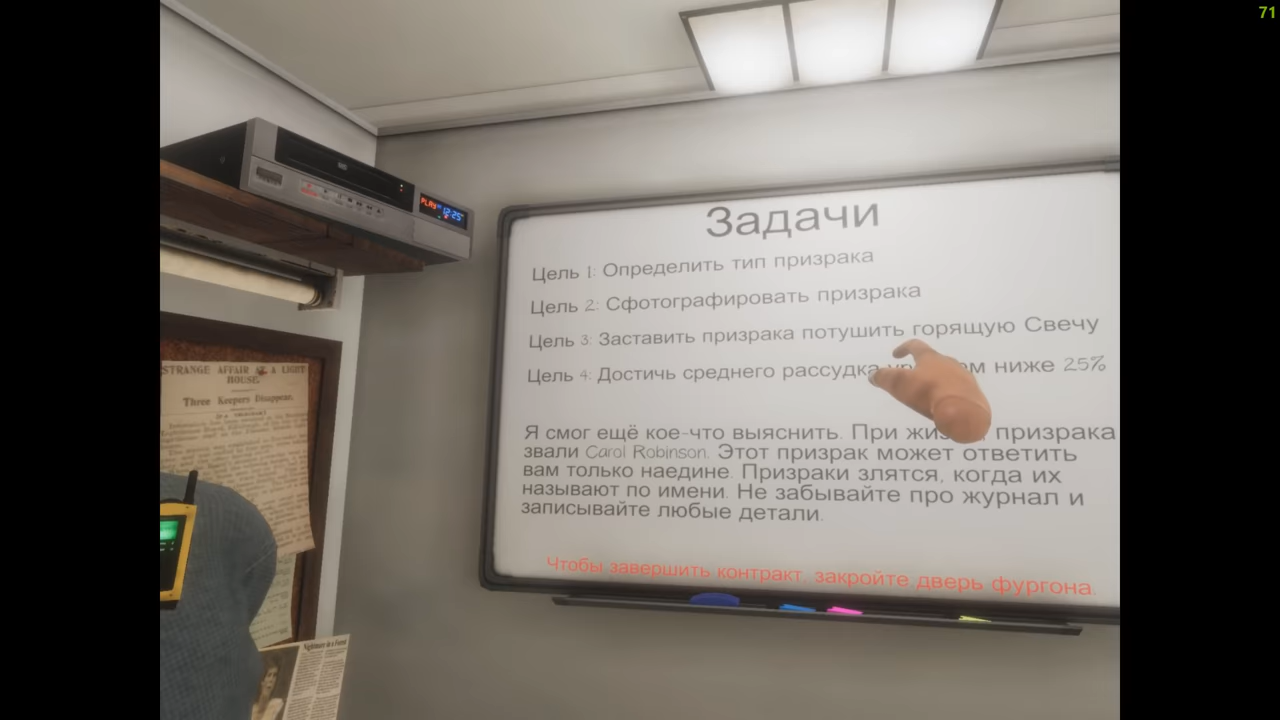 71
PLAY 12:25
Задачи
Цель 1: Определить тип призрака
Цель 2: Сфотографировать призрака
Цель 3: Заставить призрака потушить горящую Свечу
Цель 4: Достичь среднего рассудка ниже 25%
Я смог ещё кое-что выяснить. При призрака
звали Carol Robinson. Этот призрак может ответить
вам только наедине. Призраки злятся, когда их
называют по имени. Не забывайте про журнал и
записывайте любые детали.
Чтобы завершить контракт, закройте дверь фургона.
STRANGE AFFAIR AT A LIGHT
HOUSE.
Three Keepers Disappear.
Nightmare in a Forest